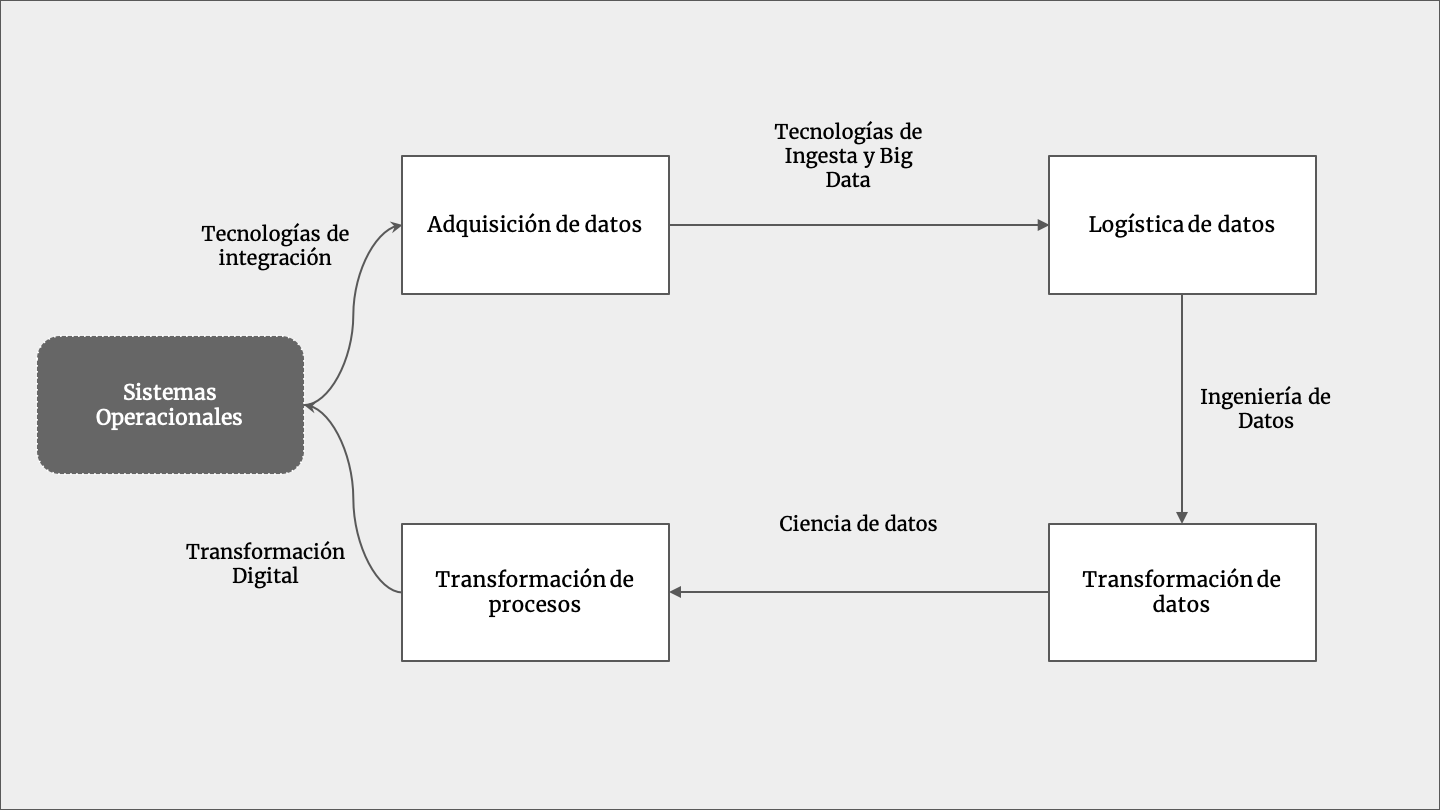 Tecnologías de
Ingesta y Big
Data
Adquisición de datos
Logística de datos
Tecnologías de
integración
Sistemas
Operacionales
Ingeniería de
Datos
Ciencia de datos
Transformación
Digital
Transformación de
procesos
Transformación de
datos